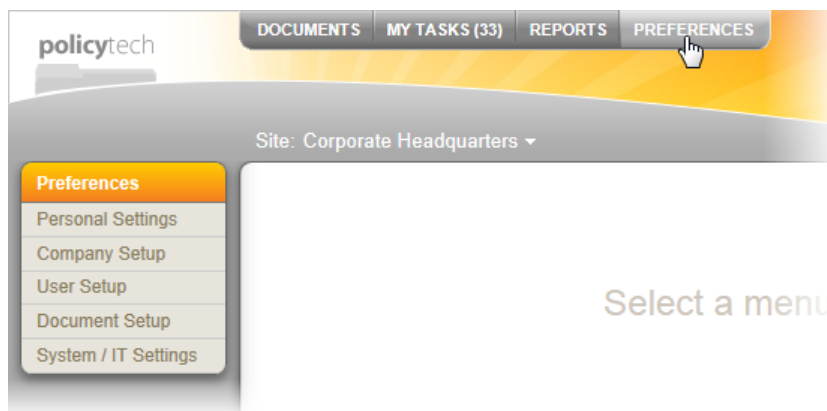 policytech
DOCUMENTS MY TASKS (33) REPORTS PREFERENCES
Site: Corporate Headquarters
Preferences
Personal Settings
Company Setup
User Setup
Document Setup
System / IT Settings
Select a menu